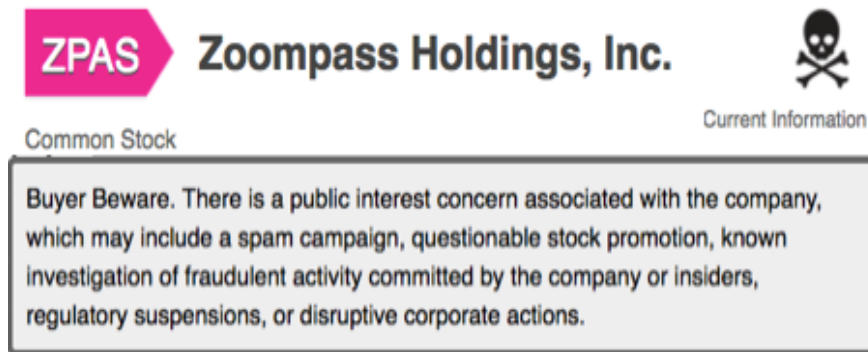 ZPAS Zoompass Holdings, Inc.
Current Information
Common Stock
Buyer Beware. There is a public interest concern associated with the company,
which may include a spam campaign, questionable stock promotion, known
investigation of fraudulent activity committed by the company or insiders,
regulatory suspensions, or disruptive corporate actions.